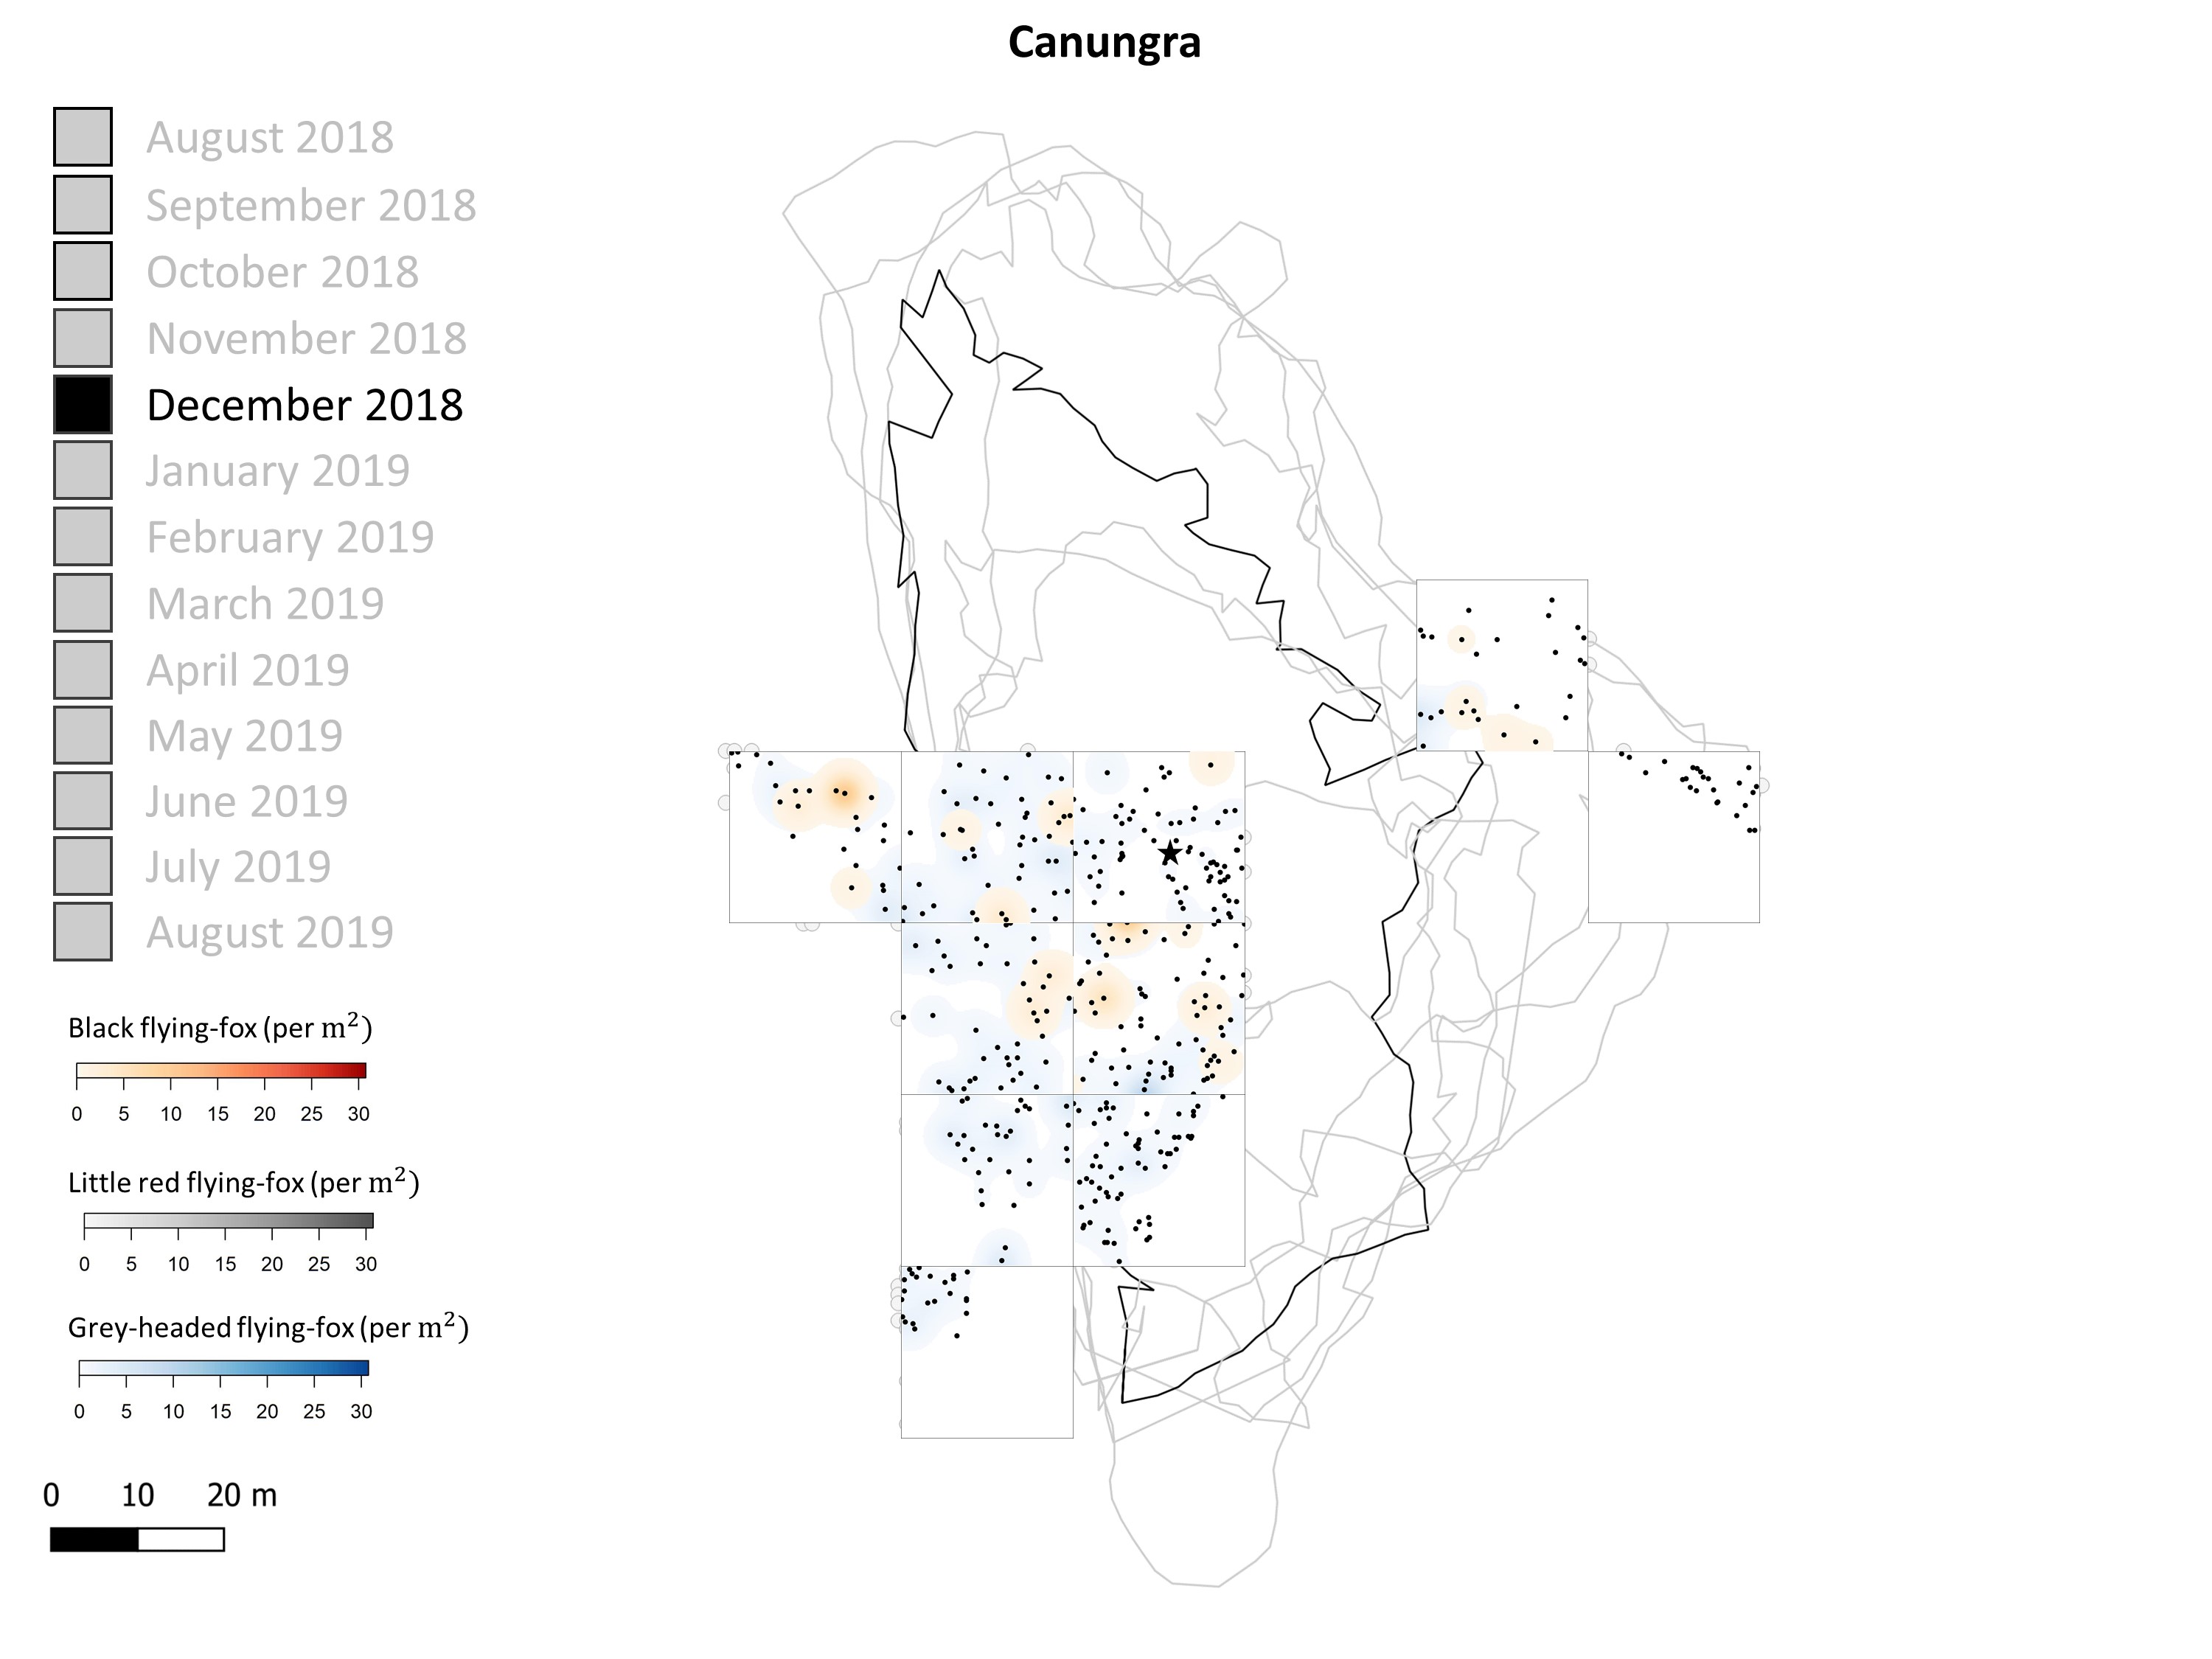 Canungra
August 2018
September 2018
October 2018
November 2018
December 2018
January 2019
February 2019
March 2019
April 2019
May 2019
June 2019
July 2019
August 2019
Black flying-fox (per m²)
0 5 10 15 20 25 30
Little red flying-fox (per m²)
0 5 10 15 20 25 30
Grey-headed flying-fox (per m²)
0 5 10 15 20 25 30
0 10 20 m